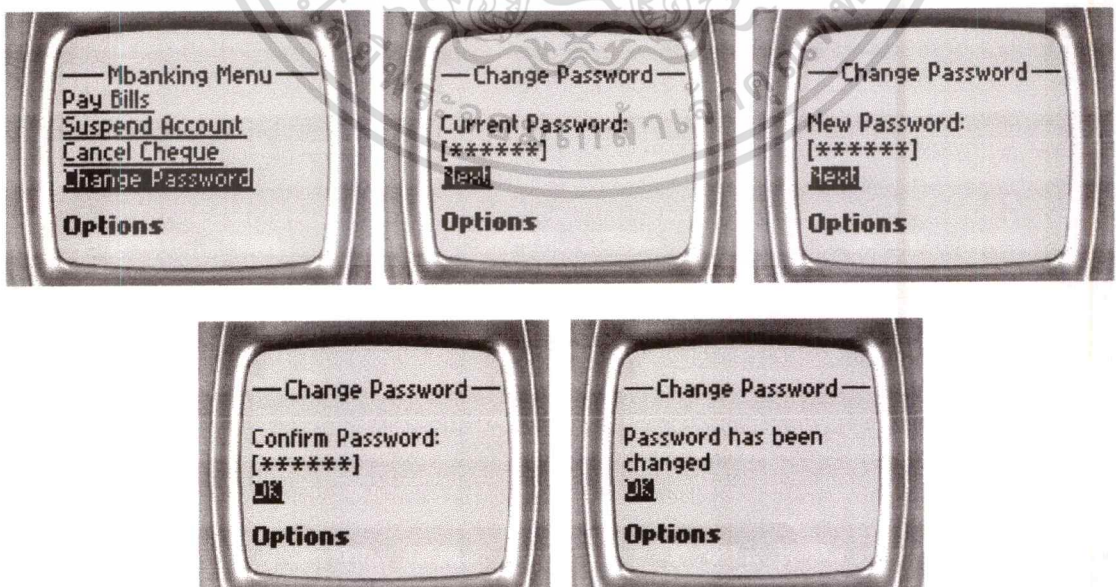 Mbanking Menu
Pay Bills
Suspend Account
Cancel Cheque
Change Password
Options
Change Password
Current Password:
[******]
Next
Options
Change Password
New Password:
[******]
Next
Options
Change Password
Confirm Password:
[******]
OK
Options
Change Password
Password has been
changed
OK
Options